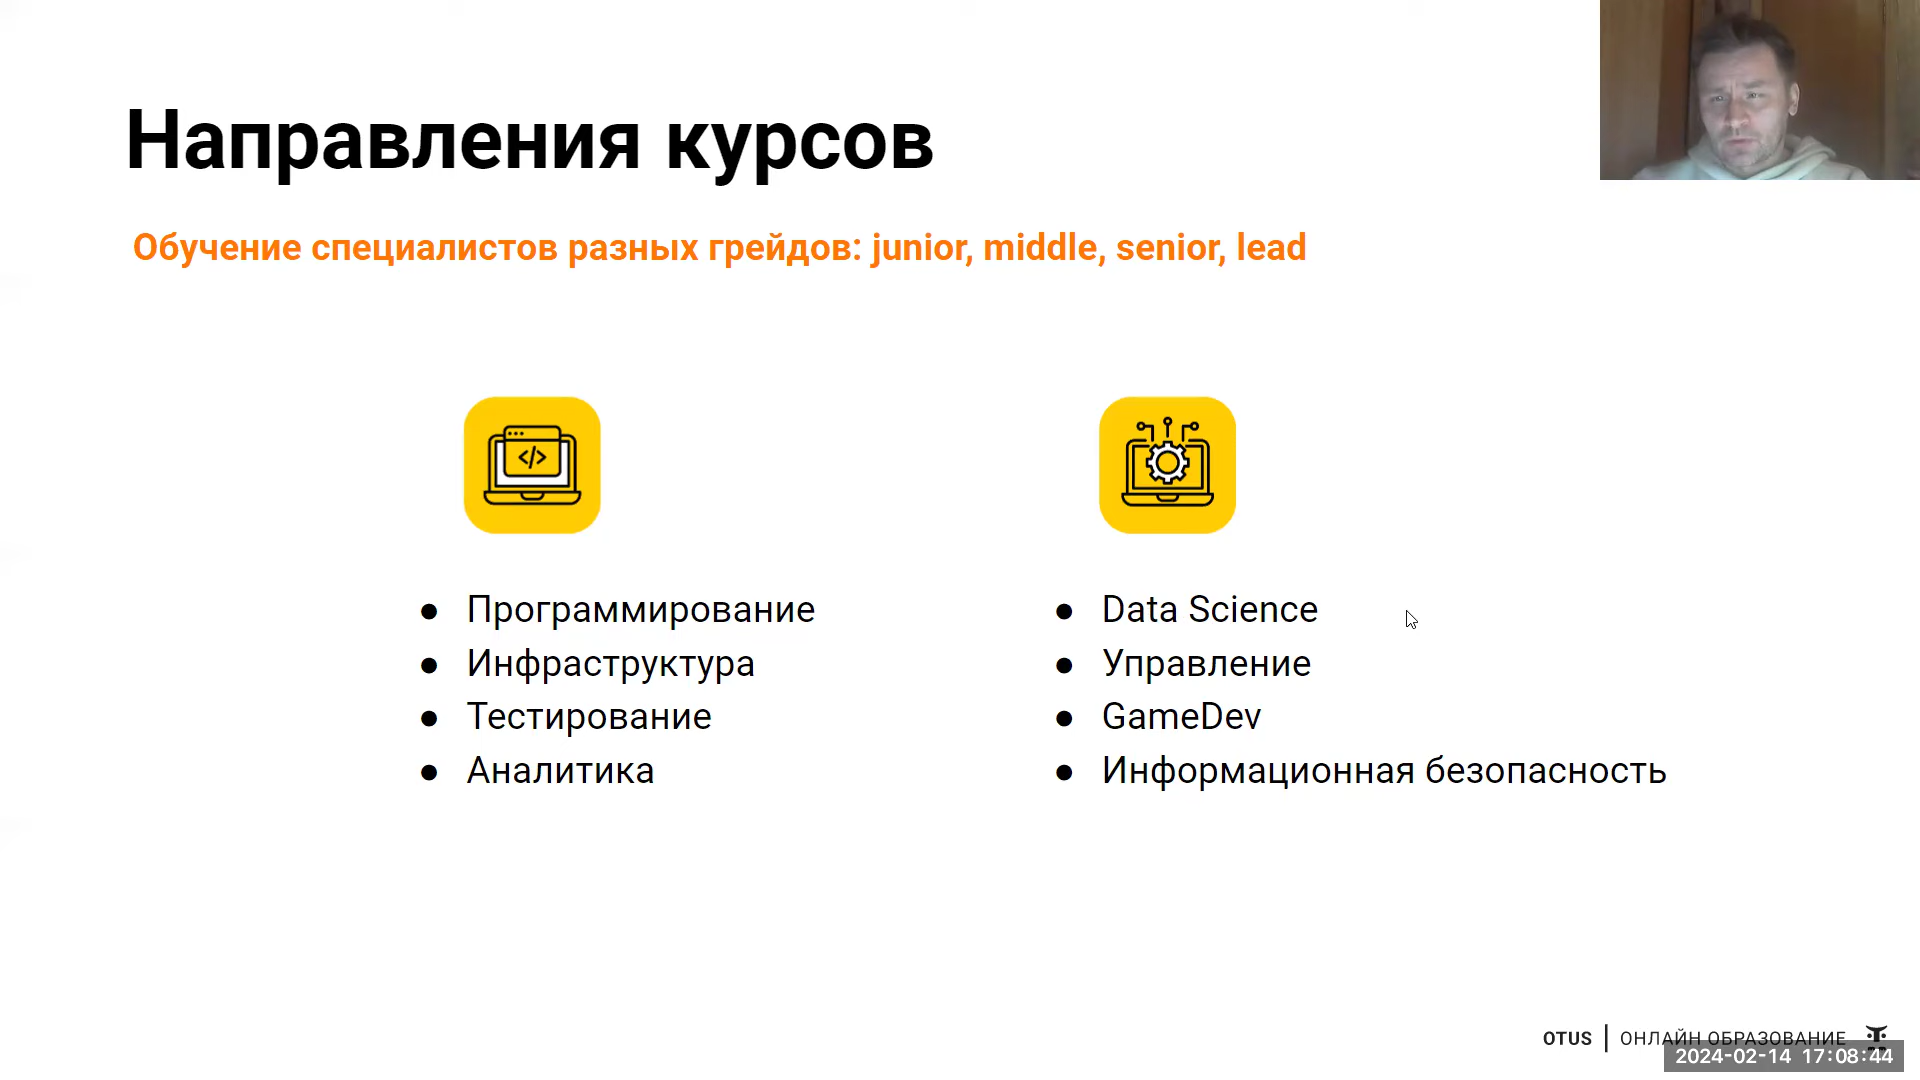 Направления курсов
Обучение специалистов разных грейдов: junior, middle, senior, lead
</>
● Программирование
● Инфраструктура
● Тестирование
● Аналитика
● Data Science
● Управление
● GameDev
● Информационная безопасность
OTUS | ОНЛАЙН ОБРАЗОВАНИЕ
2024-02-14 17:08:44